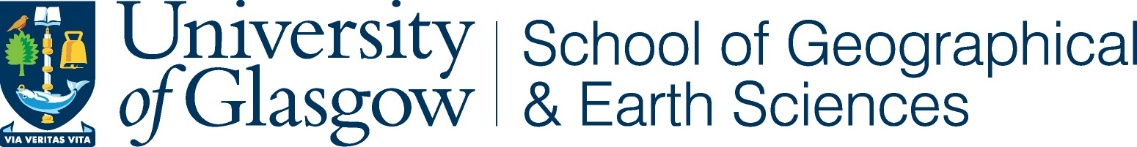 University
of Glasgow
School of Geographical
& Earth Sciences
VIA VERITAS VITA